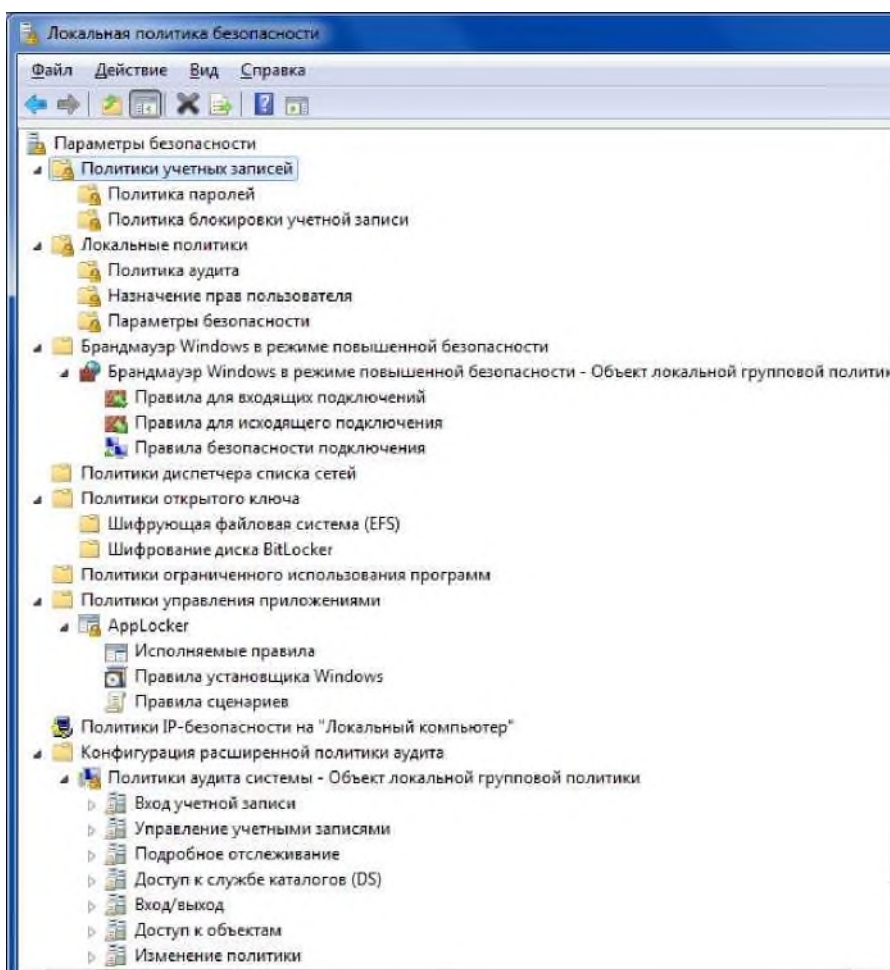 Локальная политика безопасности
Файл Действие Вид Справка
Параметры безопасности
Политики учетных записей
Политика паролей
Политика блокировки учетной записи
Локальные политики
Политика аудита
Назначение прав пользователя
Параметры безопасности
Брандмауэр Windows в режиме повышенной безопасности
Брандмауэр Windows в режиме повышенной безопасности - Объект локальной групповой политик
Правила для входящих подключений
Правила для исходящего подключения
Правила безопасности подключения
Политики диспетчера списка сетей
Политики открытого ключа
Шифрующая файловая система (EFS)
Шифрование диска BitLocker
Политики ограниченного использования программ
Политики управления приложениями
AppLocker
Исполняемые правила
Правила установщика Windows
Правила сценариев
Политики IP-безопасности на "Локальный компьютер"
Конфигурация расширенной политики аудита
Политики аудита системы - Объект локальной групповой политики
Вход учетной записи
Управление учетными записями
Подробное отслеживание
Доступ к службе каталогов (DS)
Вход/выход
Доступ к объектам
Изменение политики